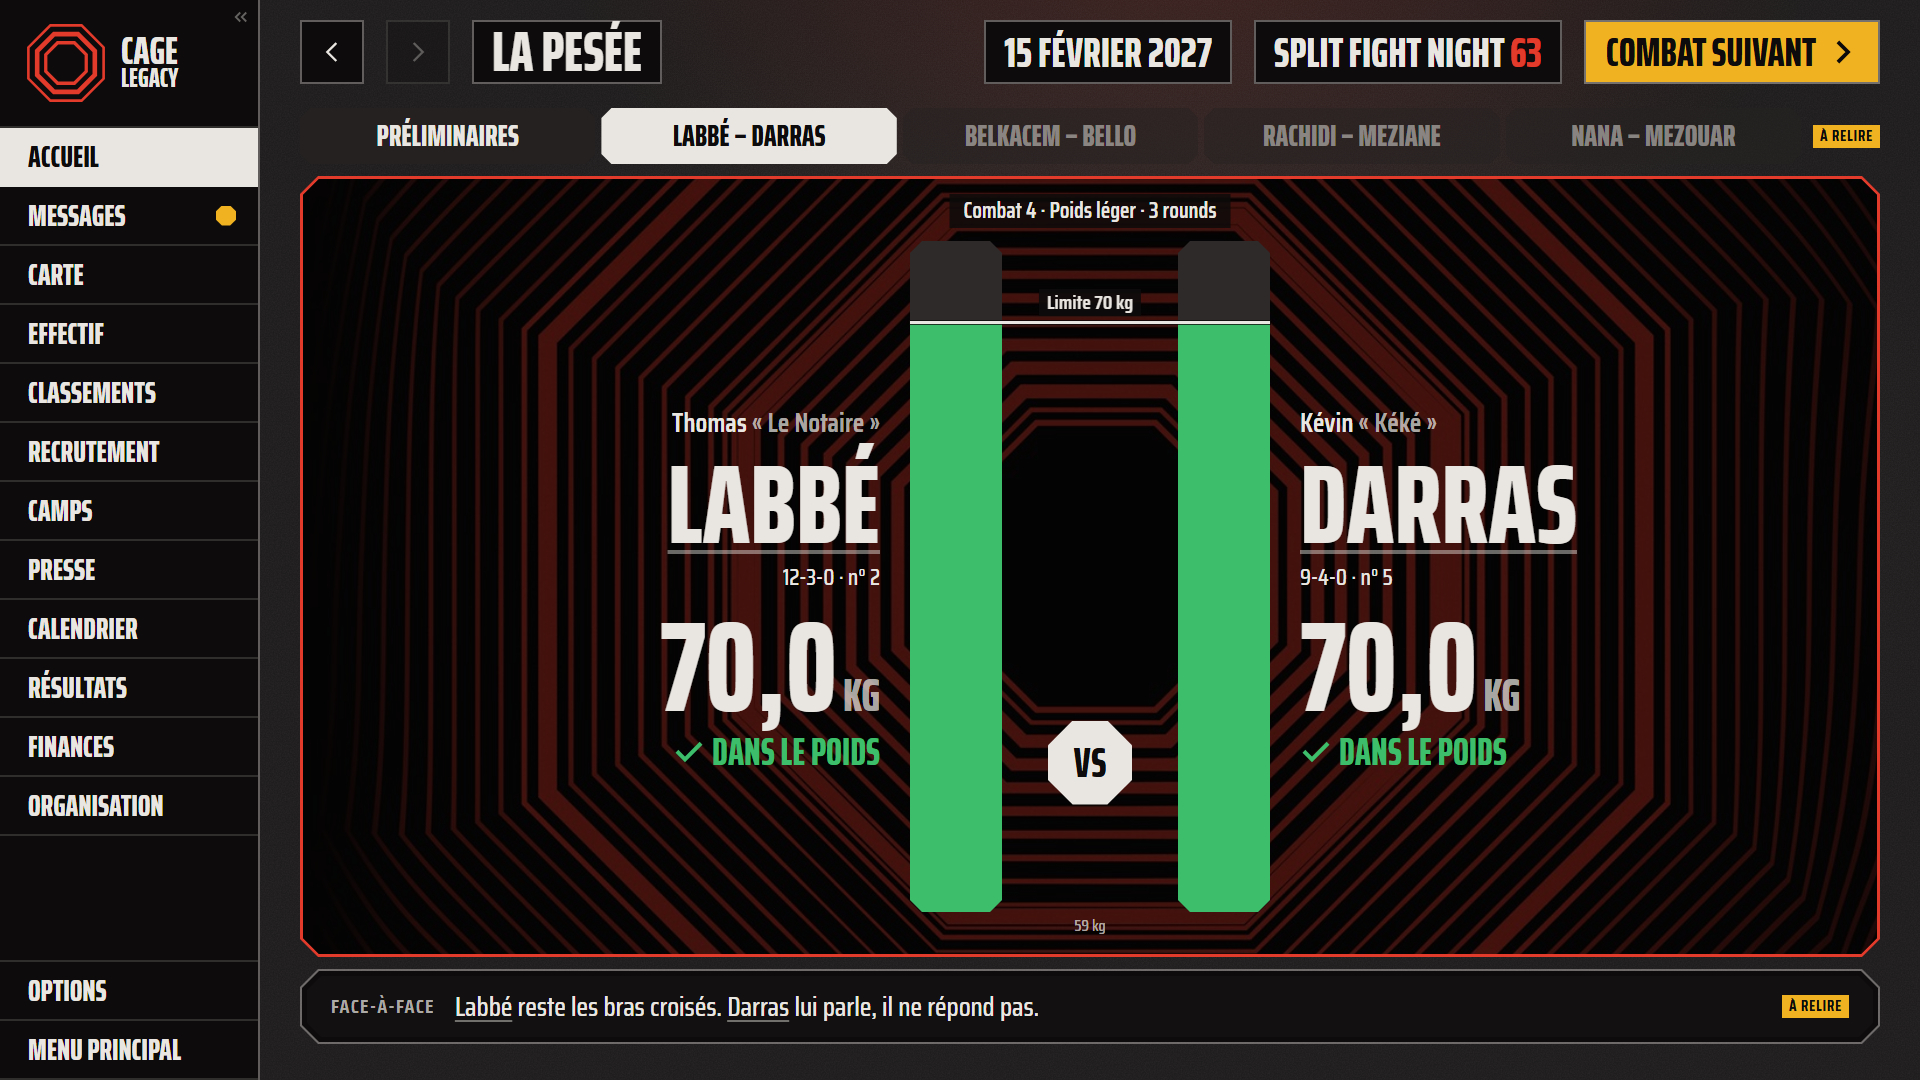 CAGE
LEGACY
«
LA PESÉE
15 FÉVRIER 2027
SPLIT FIGHT NIGHT 63
COMBAT SUIVANT
PRÉLIMINAIRES
LABBÉ – DARRAS
BELKACEM – BELLO
RACHIDI – MEZIANE
NANA – MEZOUAR
À RELIRE
ACCUEIL
MESSAGES
CARTE
EFFECTIF
CLASSEMENTS
RECRUTEMENT
CAMPS
PRESSE
CALENDRIER
RÉSULTATS
FINANCES
ORGANISATION
OPTIONS
MENU PRINCIPAL
Combat 4 · Poids léger · 3 rounds
Limite 70 kg
Thomas « Le Notaire »
LABBÉ
12-3-0 · n° 2
70,0 KG
DANS LE POIDS
VS
Kévin « Kéké »
DARRAS
9-4-0 · n° 5
70,0 KG
DANS LE POIDS
59 kg
FACE-À-FACE Labbé reste les bras croisés. Darras lui parle, il ne répond pas.
À RELIRE